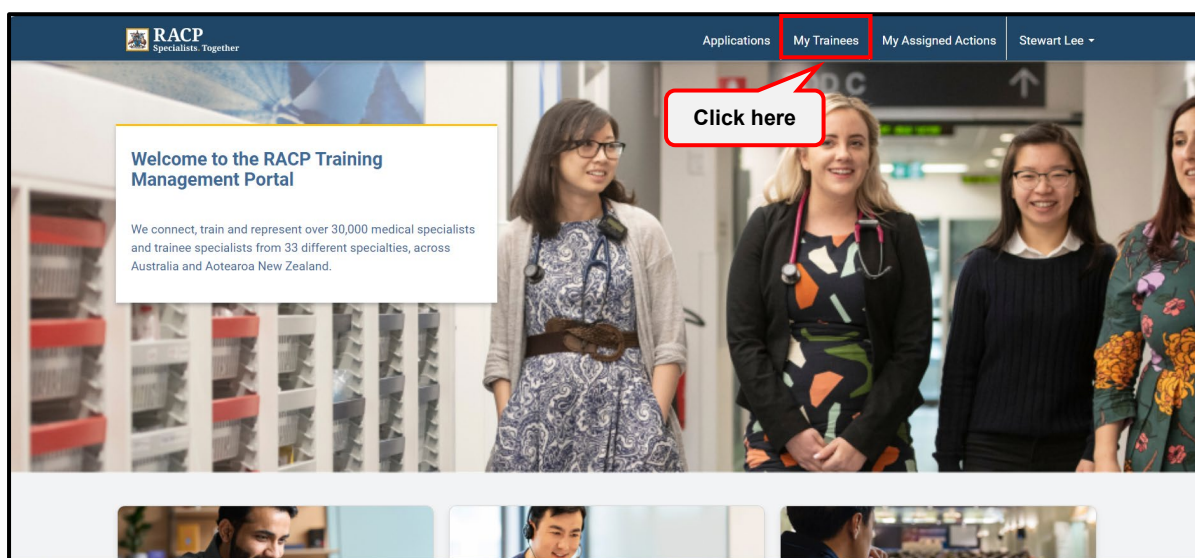 RACP
Specialists. Together
Applications
My Trainees
My Assigned Actions
Stewart Lee
Click here
Welcome to the RACP Training
Management Portal
We connect, train and represent over 30,000 medical specialists
and trainee specialists from 33 different specialties, across
Australia and Aotearoa New Zealand.